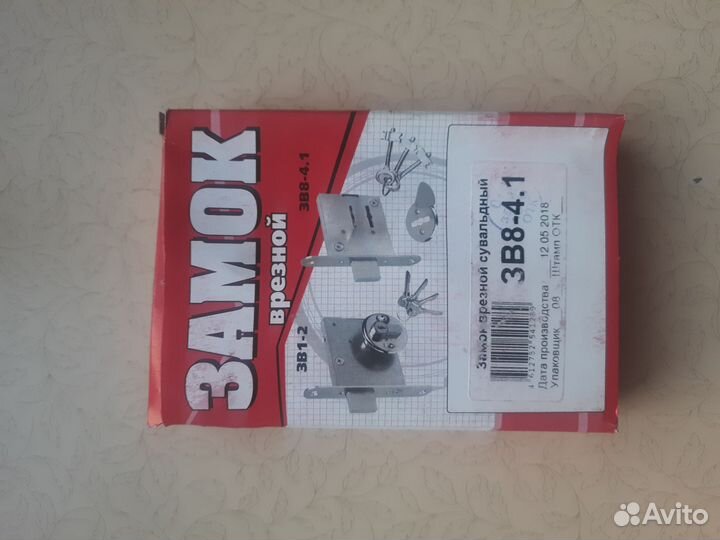 ЗАМОК
врезной
ЗВ1-2
ЗВ8-4.1
Замок врезной сувальдный
ЗВ8-4.1
Дата производства 12.05.2018
Упаковщик 08 Штамп ОТК
Avito